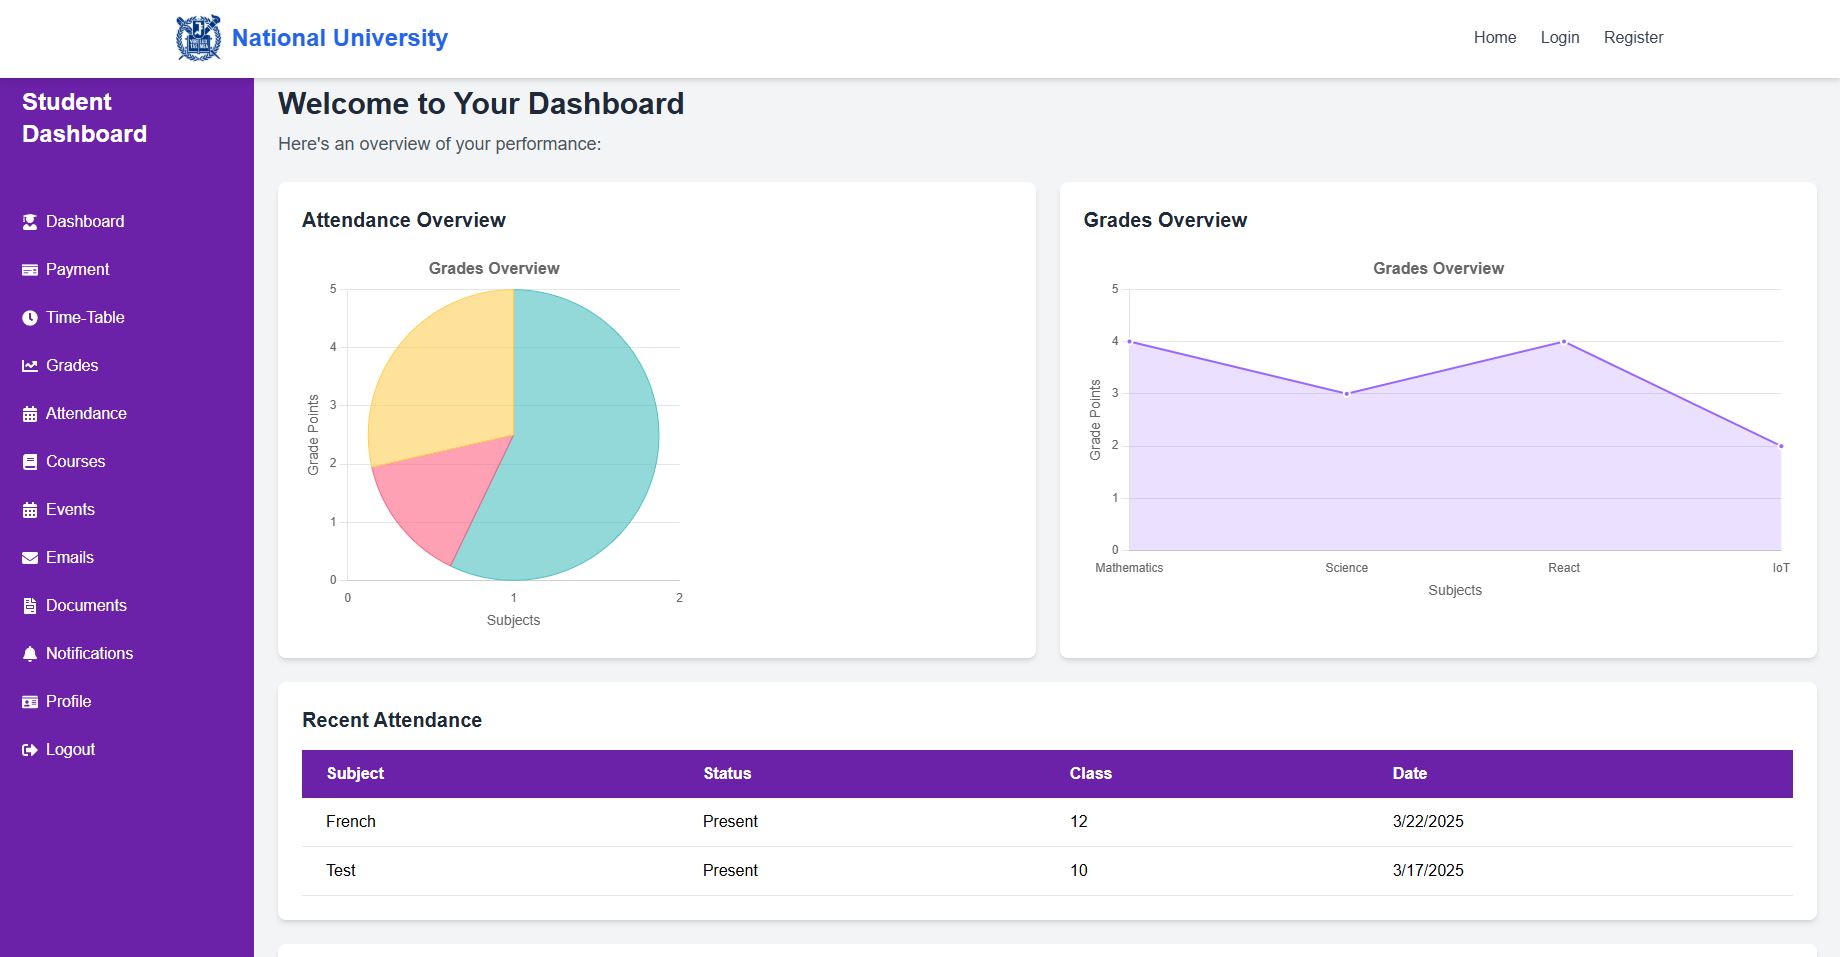 National University
Home Login Register
Student
Dashboard
Dashboard
Payment
Time-Table
Grades
Attendance
Courses
Events
Emails
Documents
Notifications
Profile
Logout
Welcome to Your Dashboard
Here's an overview of your performance:
Attendance Overview
Grades Overview
5
4
3
2
1
0
Grade Points
0 1 2
Subjects
Grades Overview
Grades Overview
5
4
3
2
1
0
Grade Points
Mathematics Science React IoT
Subjects
Recent Attendance
Subject Status Class Date
French Present 12 3/22/2025
Test Present 10 3/17/2025